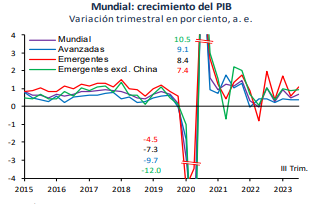 Mundial: crecimiento del PIB
Variación trimestral en por ciento, a. e.
4
3
2
1
0
-1
-2
-3
-4
Mundial
Avanzadas
Emergentes
Emergentes excl. China
10.5
9.1
8.4
7.4
-4.5
-7.3
-9.7
-12.0
III Trim.
2015 2016 2017 2018 2019 2020 2021 2022 2023